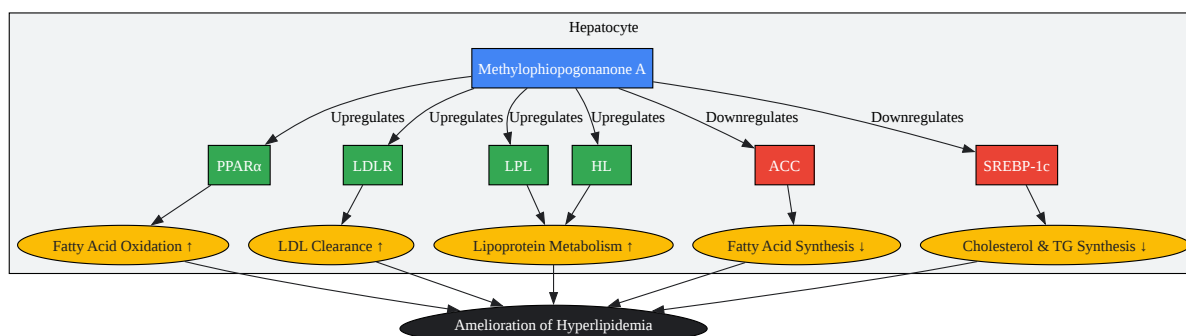 Hepatocyte
Methylophiopogonanone A
Upregulates Upregulates Upregulates Upregulates Downregulates Downregulates
PPARα LDLR LPL HL ACC SREBP-1c
Fatty Acid Oxidation ↑ LDL Clearance ↑ Lipoprotein Metabolism ↑ Fatty Acid Synthesis ↓ Cholesterol & TG Synthesis ↓
Amelioration of Hyperlipidemia